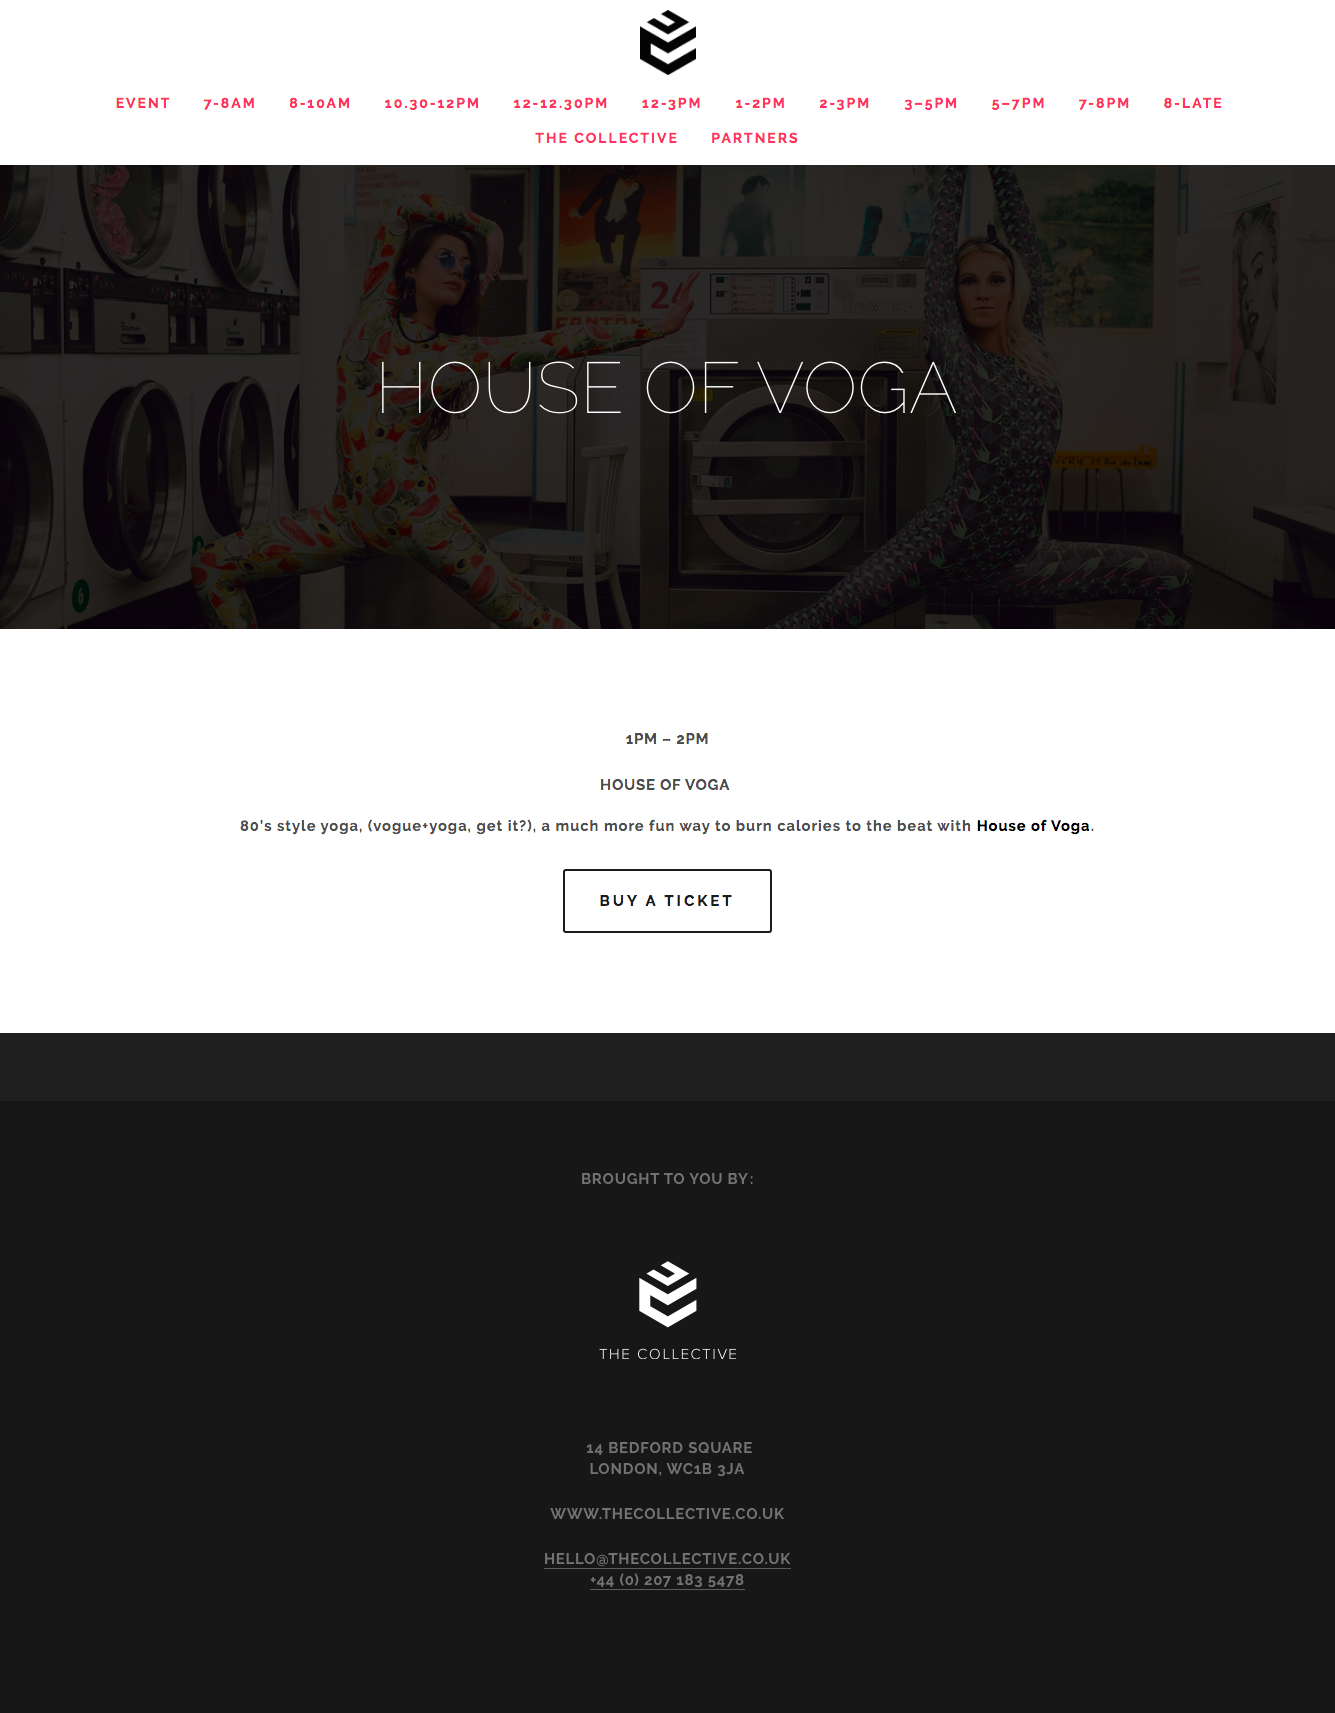 EVENT 7-8AM 8-10AM 10.30-12PM 12-12.30PM 12-3PM 1-2PM 2-3PM 3–5PM 5–7PM 7-8PM 8-LATE
THE COLLECTIVE PARTNERS
24
HOUSE OF VOGA
6
1PM – 2PM
HOUSE OF VOGA
80's style yoga, (vogue+yoga, get it?), a much more fun way to burn calories to the beat with House of Voga.
BUY A TICKET
BROUGHT TO YOU BY:
THE COLLECTIVE
14 BEDFORD SQUARE
LONDON, WC1B 3JA
WWW.THECOLLECTIVE.CO.UK
HELLO@THECOLLECTIVE.CO.UK
+44 (0) 207 183 5478